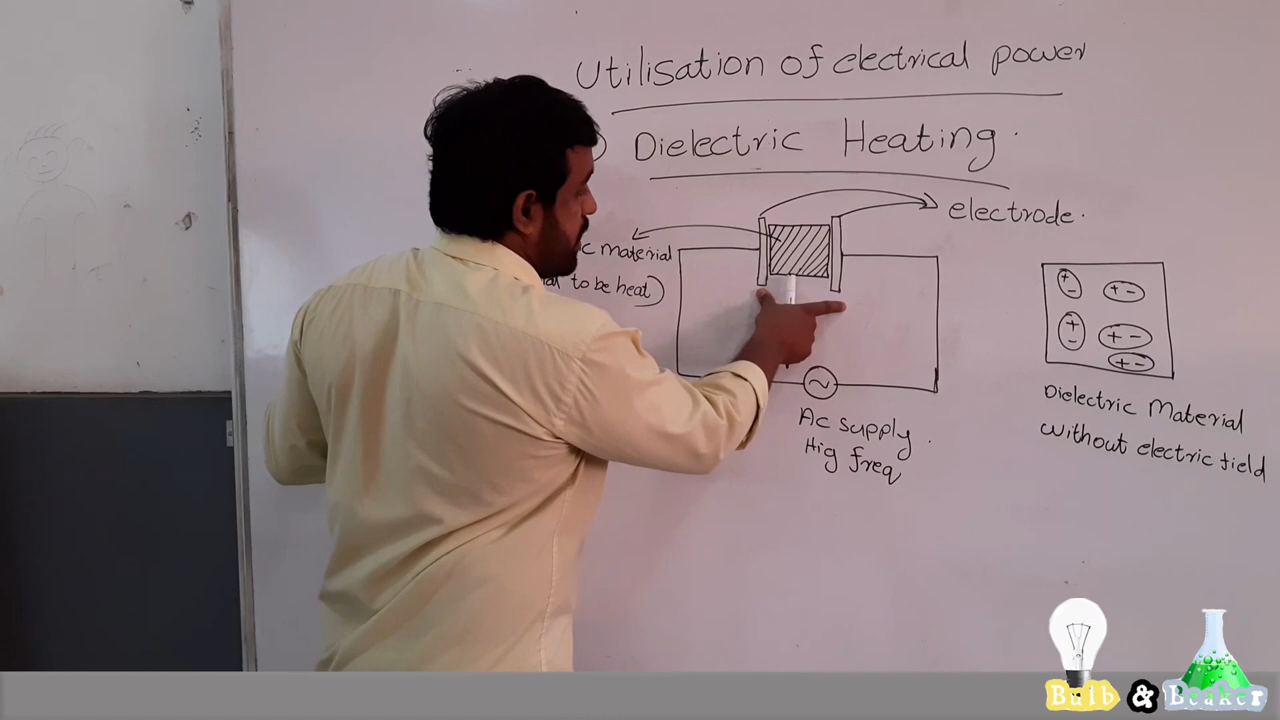 Utilisation of electrical power
) Dielectric Heating.
electrode.
c material
to be heat)
+ - + -
+ - + -
+ -
~
Ac supply.
Hig freq
Dielectric Material
without electric field
Bulb & Beaker